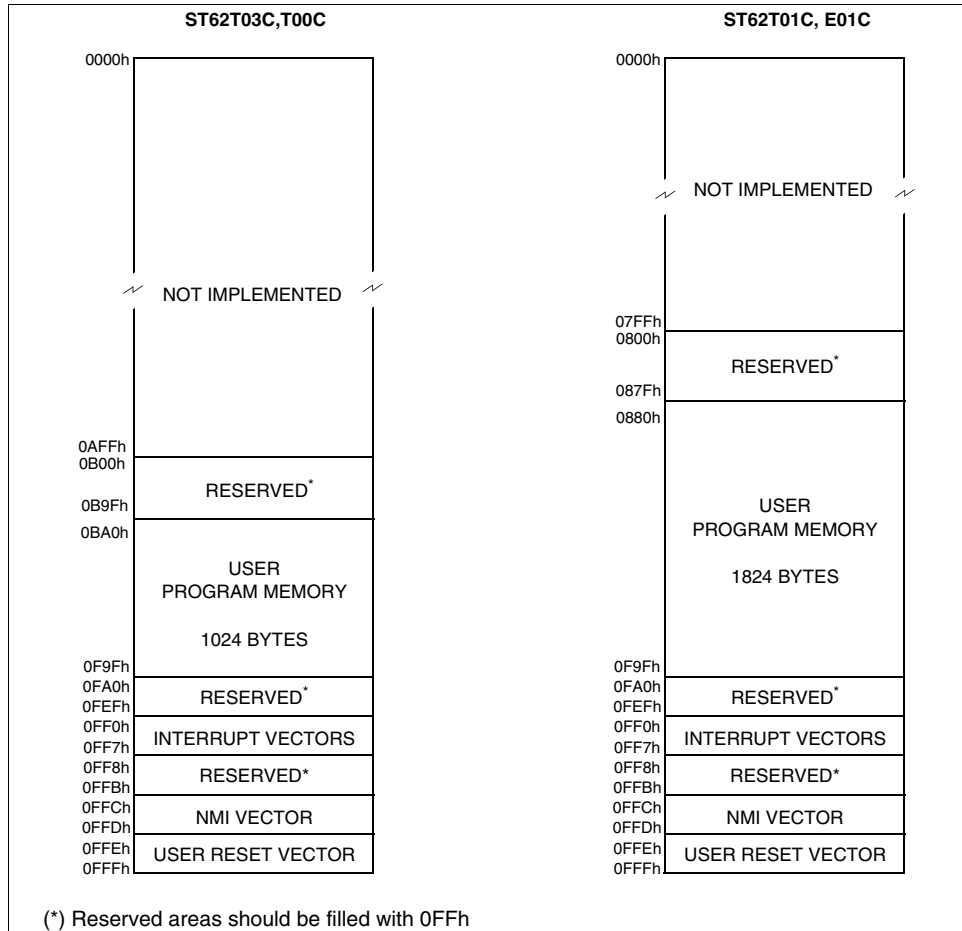 ST62T03C,T00C
0000h
NOT IMPLEMENTED
0AFFh
0B00h
RESERVED*
0B9Fh
0BA0h
USER
PROGRAM MEMORY
1024 BYTES
0F9Fh
0FA0h
RESERVED*
0FEFh
0FF0h
INTERRUPT VECTORS
0FF7h
0FF8h
RESERVED*
0FFBh
0FFCh
NMI VECTOR
0FFDh
0FFEh
USER RESET VECTOR
0FFFh
ST62T01C, E01C
0000h
NOT IMPLEMENTED
07FFh
0800h
RESERVED*
087Fh
0880h
USER
PROGRAM MEMORY
1824 BYTES
0F9Fh
0FA0h
RESERVED*
0FEFh
0FF0h
INTERRUPT VECTORS
0FF7h
0FF8h
RESERVED*
0FFBh
0FFCh
NMI VECTOR
0FFDh
0FFEh
USER RESET VECTOR
0FFFh
(*) Reserved areas should be filled with 0FFh